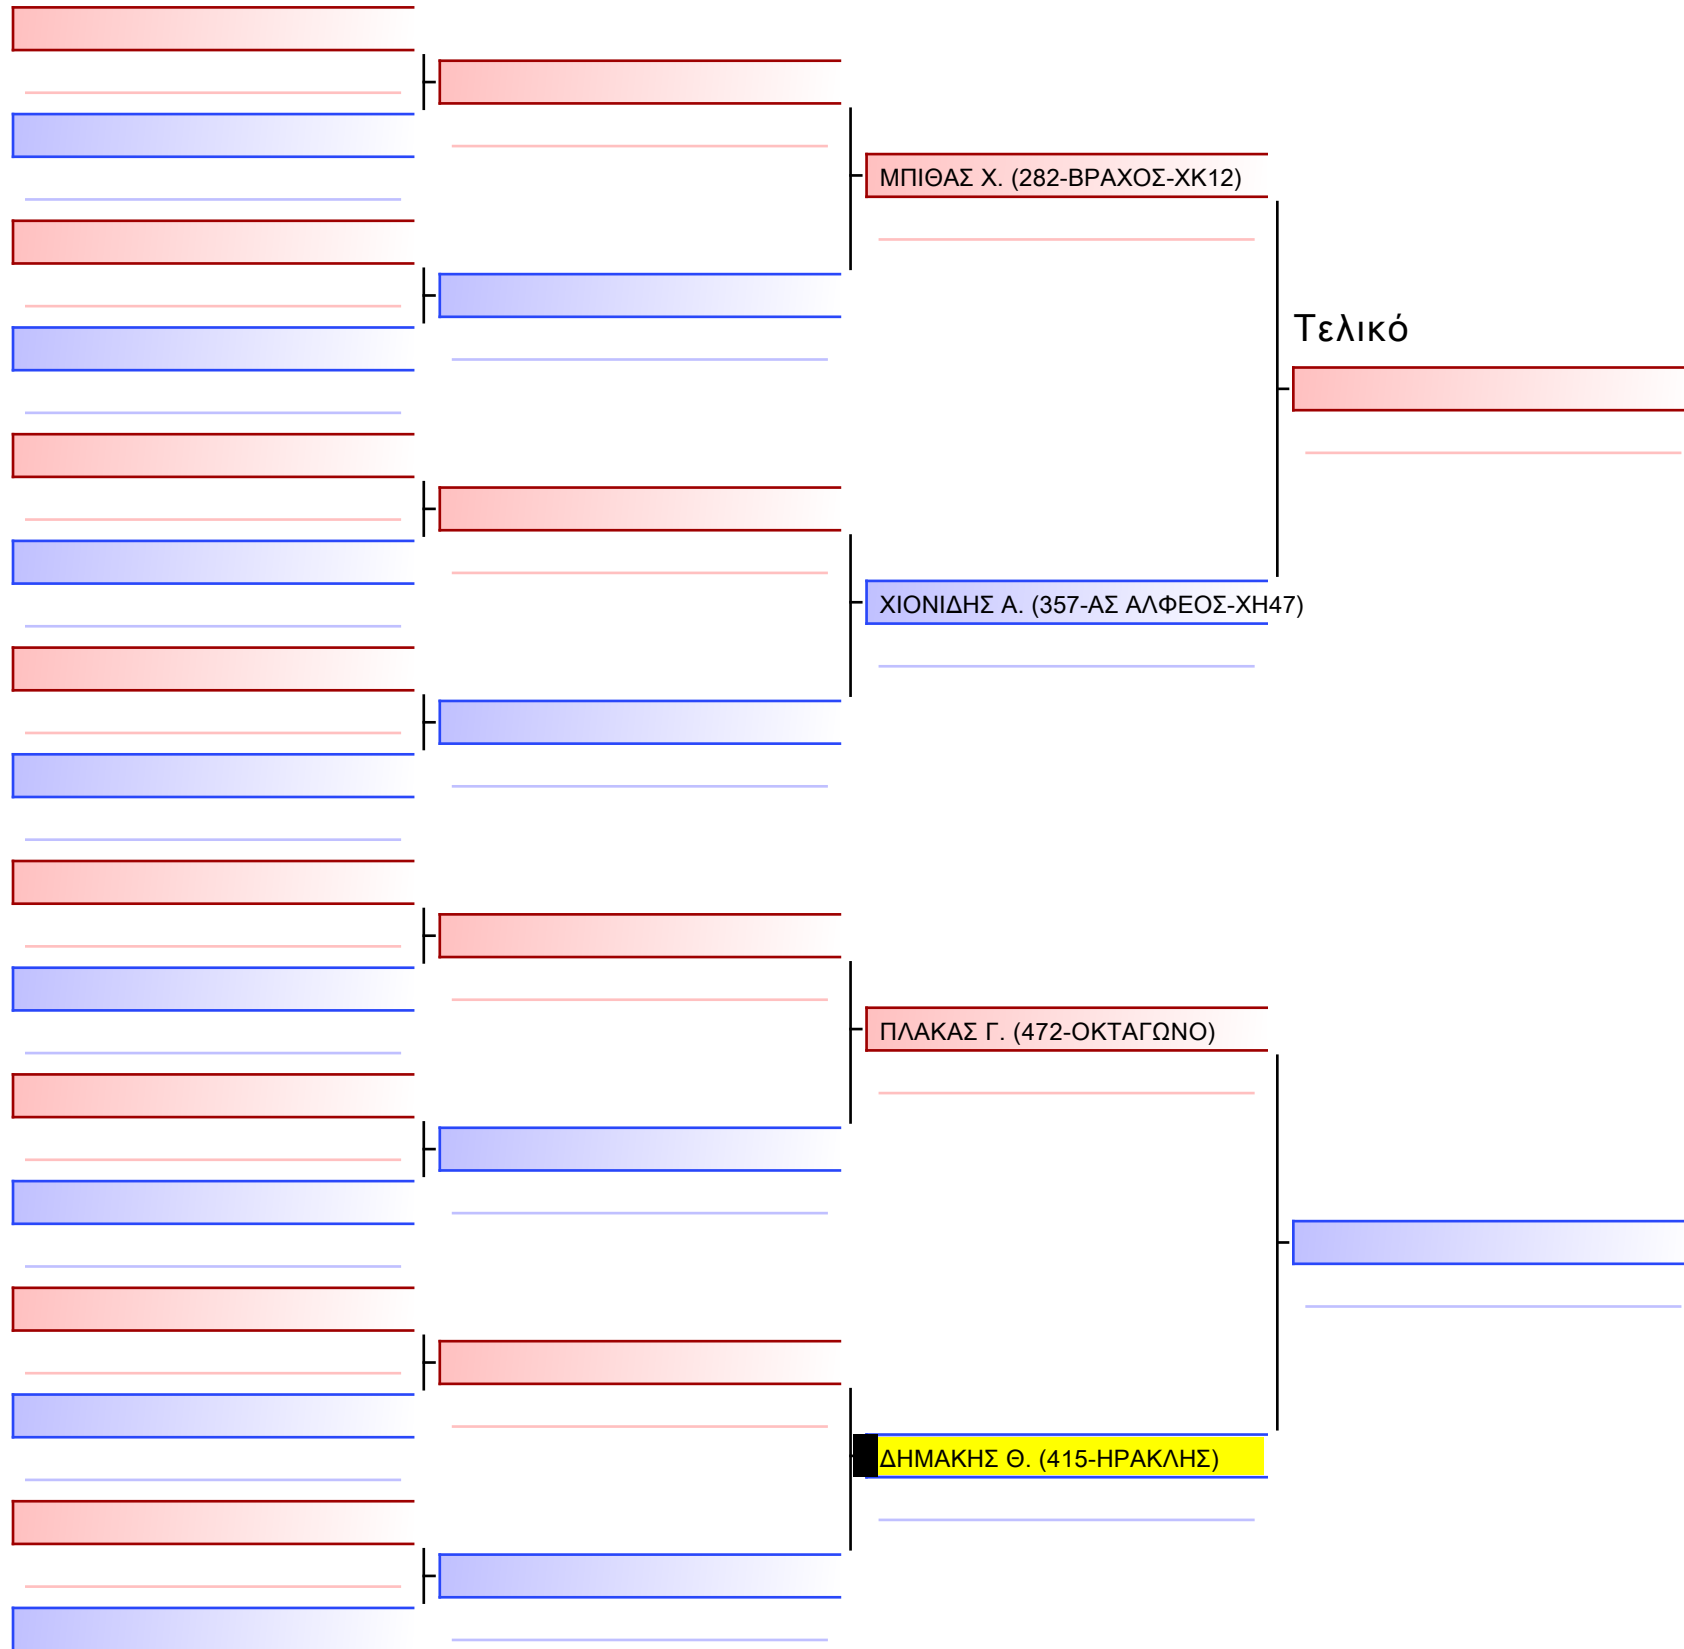 ΜΠΙΘΑΣ Χ. (282-ΒΡΑΧΟΣ-ΧΚ12)
Τελικό
ΧΙΟΝΙΔΗΣ Α. (357-ΑΣ ΑΛΦΕΟΣ-ΧΗ47)
ΠΛΑΚΑΣ Γ. (472-ΟΚΤΑΓΩΝΟ)
ΔΗΜΑΚΗΣ Θ. (415-ΗΡΑΚΛΗΣ)